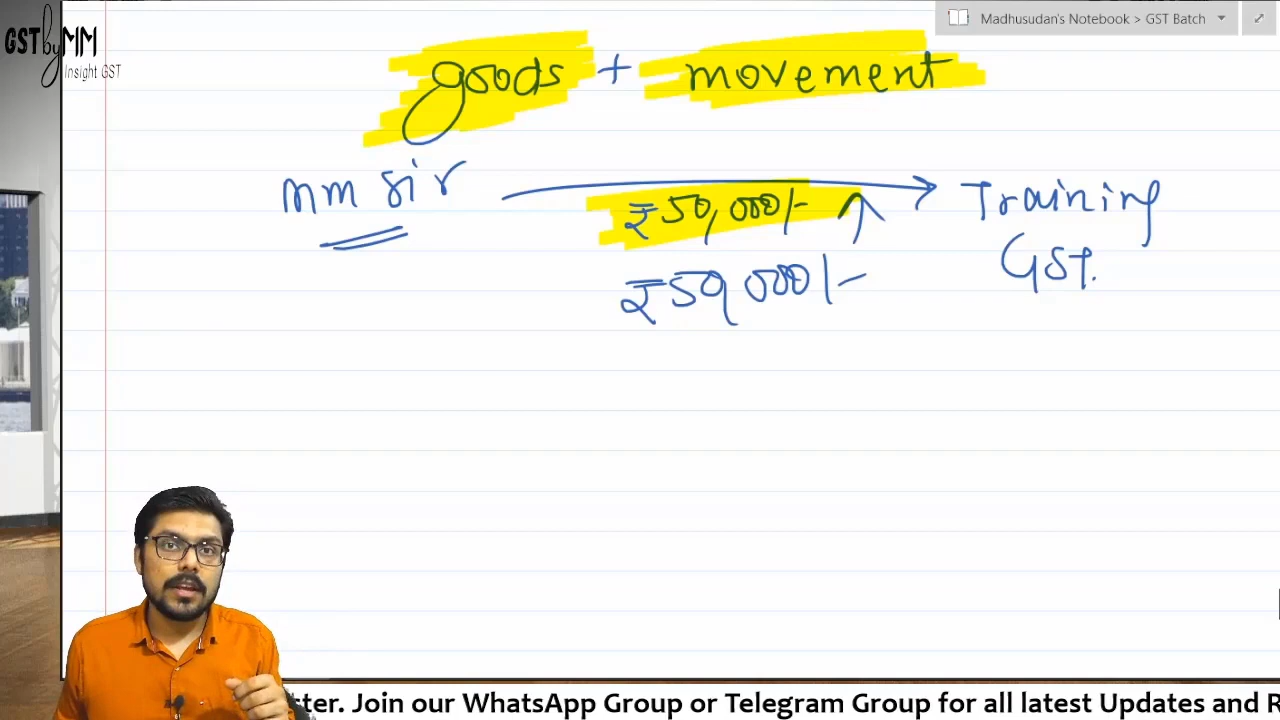 GST by MM
Insight GST
Madhusudan's Notebook > GST Batch
goods + movement
mm sir
₹50,000/-
Training
₹50,000/-
GST.
tter. Join our WhatsApp Group or Telegram Group for all latest Updates and R